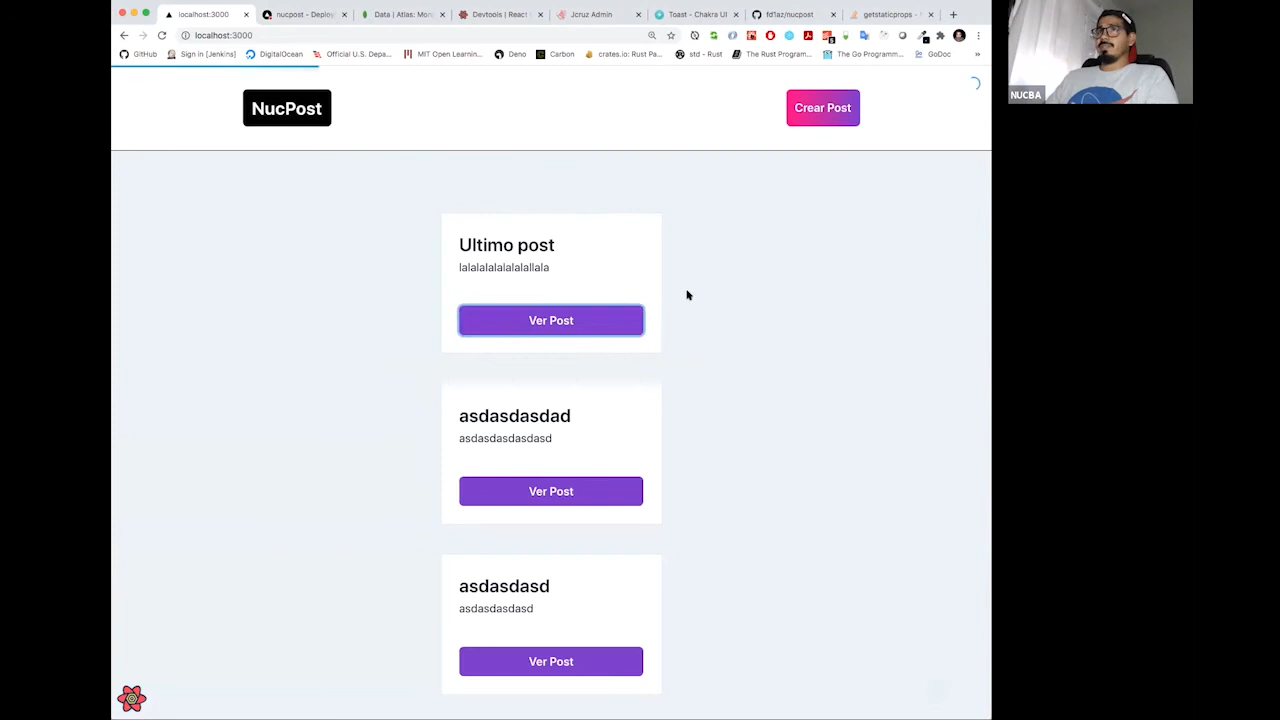 localhost:3000
nucpost - Deploy
Data | Atlas: Mon
Devtools | React
Jcruz Admin
Toast - Chakra UI
fd1az/nucpost
getstaticprops -
localhost:3000
GitHub
Sign in [Jenkins]
DigitalOcean
Official U.S. Depa...
MIT Open Learnin...
Deno
Carbon
crates.io: Rust Pa...
std - Rust
The Rust Program...
The Go Programm...
GoDoc
NucPost
Crear Post
Ultimo post
lalalalalalalalallala
Ver Post
asdasdasdad
asdasdasdasdasd
Ver Post
asdasdasd
asdasdasdasd
Ver Post
NUCBA